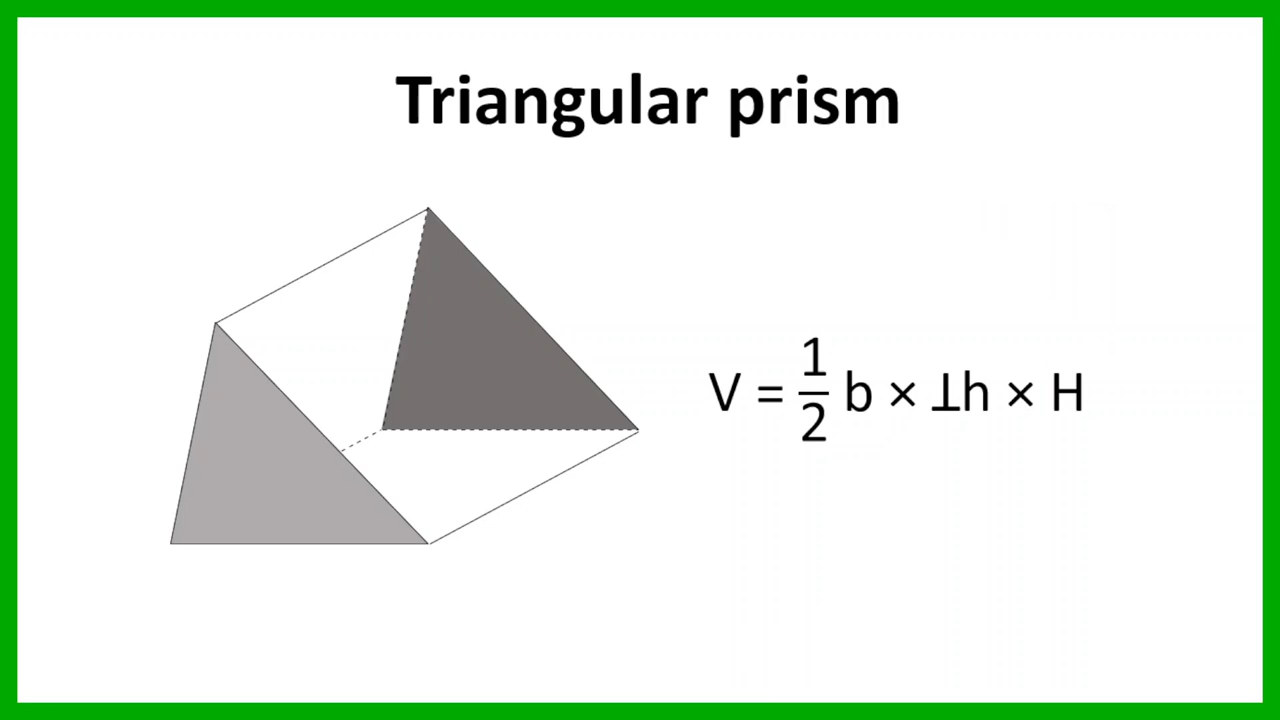 Triangular prism
V = 1/2 b × ⊥h × H